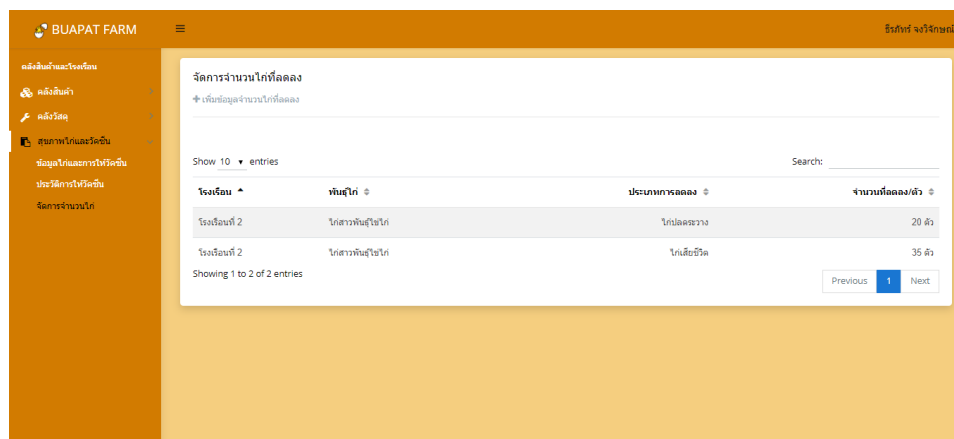 BUAPAT FARM
ธีรภัทร์ จงวิจักษณ์
คลังสินค้าและโรงเรือน
คลังสินค้า
คลังวัสดุ
สุขภาพไก่และวัคซีน
ข้อมูลไก่และการให้วัคซีน
ประวัติการให้วัคซีน
จัดการจำนวนไก่
จัดการจำนวนไก่ที่ลดลง
+ เพิ่มข้อมูลจำนวนไก่ที่ลดลง
Show 10 entries Search:
โรงเรือน พันธุ์ไก่ ประเภทการลดลง จำนวนที่ลดลง/ตัว
โรงเรือนที่ 2 ไก่สาวพันธุ์ไข่ไก่ ไก่ปลดระวาง 20 ตัว
โรงเรือนที่ 2 ไก่สาวพันธุ์ไข่ไก่ ไก่เสียชีวิต 35 ตัว
Showing 1 to 2 of 2 entries
Previous 1 Next